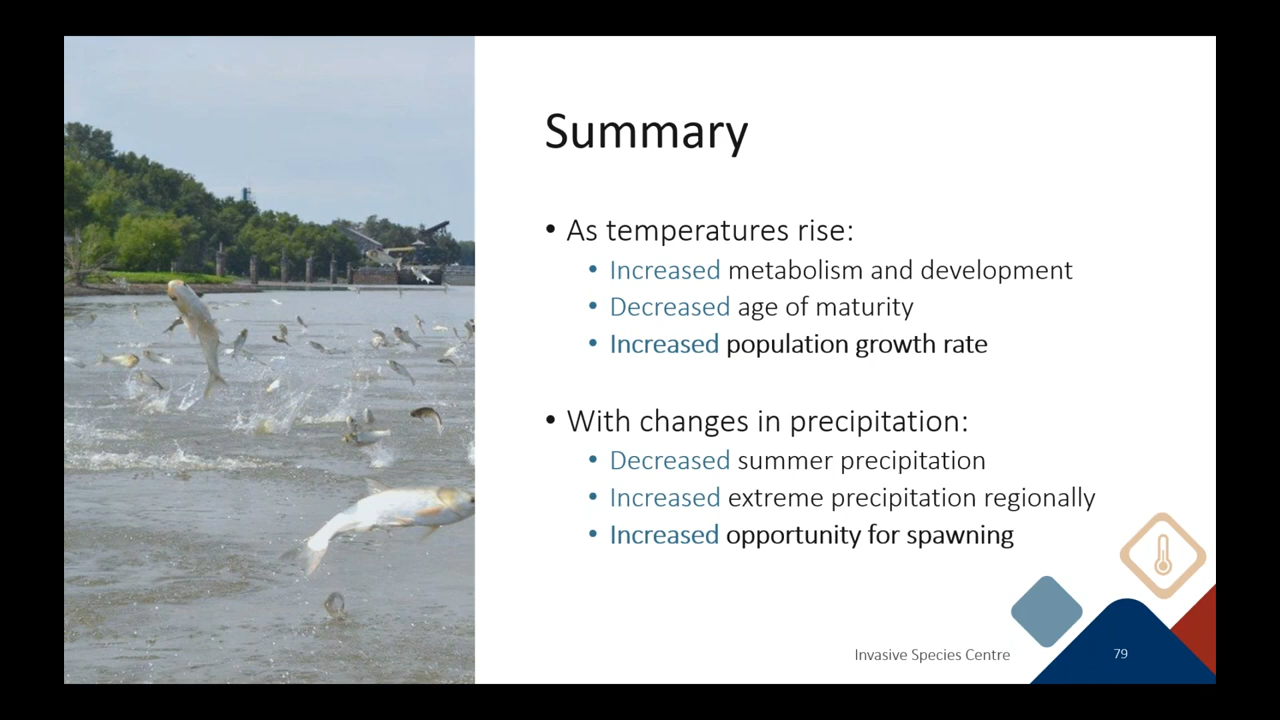 Summary
• As temperatures rise:
• Increased metabolism and development
• Decreased age of maturity
• Increased population growth rate
• With changes in precipitation:
• Decreased summer precipitation
• Increased extreme precipitation regionally
• Increased opportunity for spawning
Invasive Species Centre
79